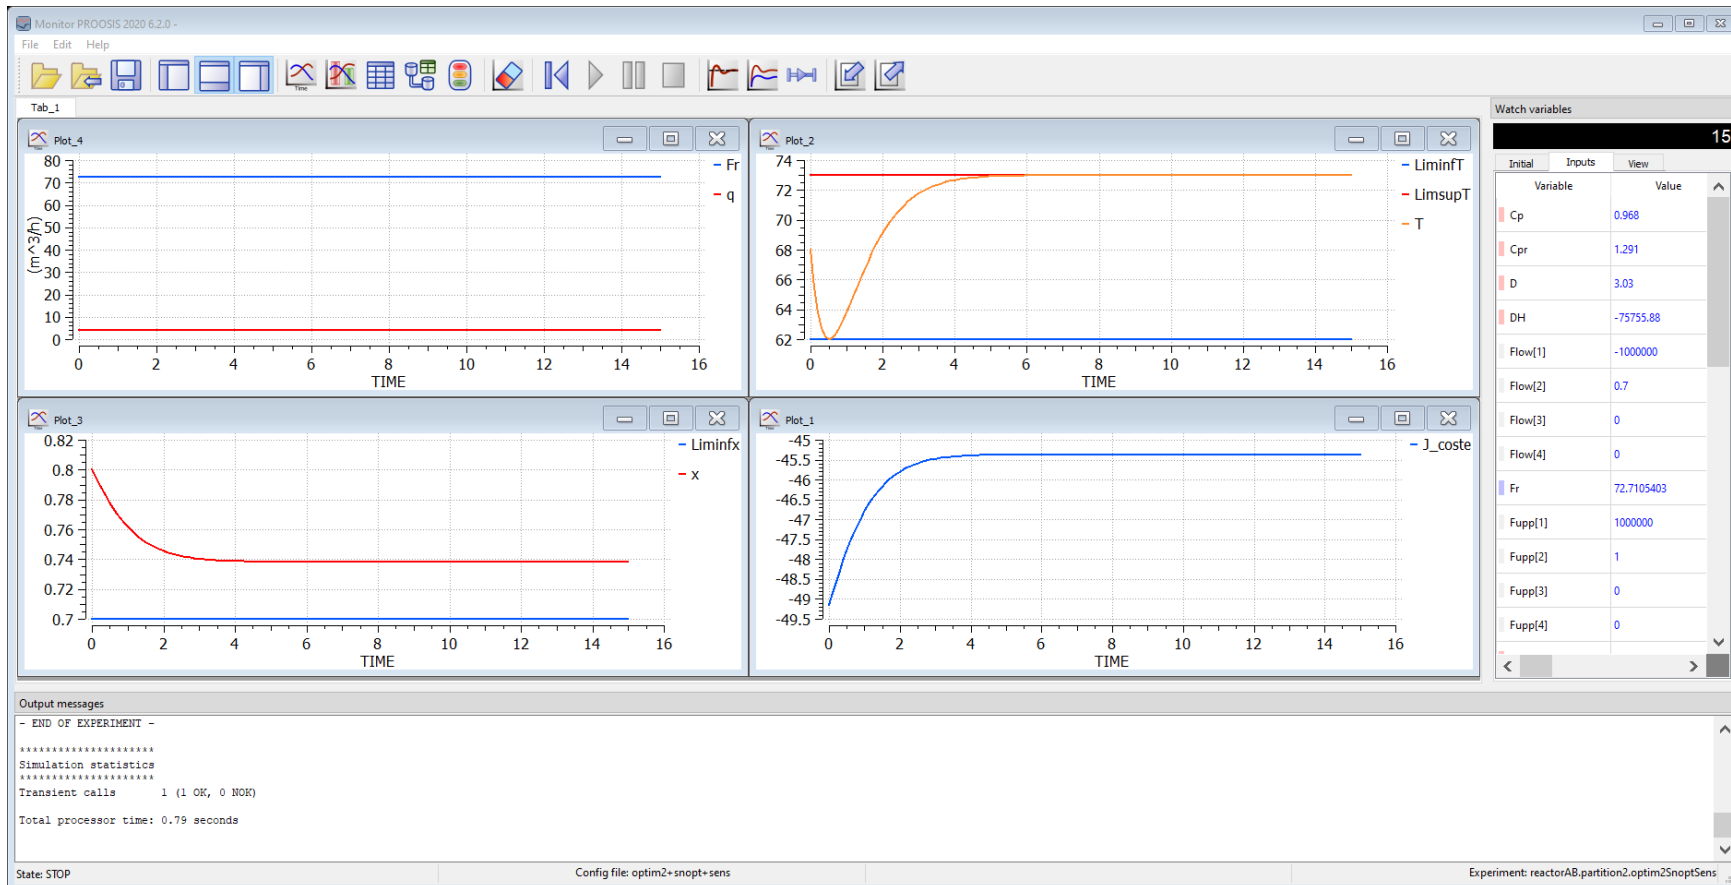 Monitor PROOSIS 2020 6.2.0 -
File Edit Help
Time
Tab_1
Plot_4
80
70
60
50
40
30
20
10
0
(m^3/h)
0 2 4 6 8 10 12 14 16
TIME
Fr
q
Plot_2
74
72
70
68
66
64
62
0 2 4 6 8 10 12 14 16
TIME
LiminfT
LimsupT
T
Plot_3
0.82
0.8
0.78
0.76
0.74
0.72
0.7
0 2 4 6 8 10 12 14 16
TIME
Liminfx
x
Plot_1
-45
-45.5
-46
-46.5
-47
-47.5
-48
-48.5
-49
-49.5
0 2 4 6 8 10 12 14 16
TIME
J_coste
Watch variables
15
Initial Inputs View
Variable Value
Cp 0.968
Cpr 1.291
D 3.03
DH -75755.88
Flow[1] -1000000
Flow[2] 0.7
Flow[3] 0
Flow[4] 0
Fr 72.7105403
Fupp[1] 1000000
Fupp[2] 1
Fupp[3] 0
Fupp[4] 0
Output messages
- END OF EXPERIMENT -
*********************
Simulation statistics
*********************
Transient calls 1 (1 OK, 0 NOK)
Total processor time: 0.79 seconds
State: STOP
Config file: optim2+snopt+sens
Experiment: reactorAB.partition2.optim2SnoptSens